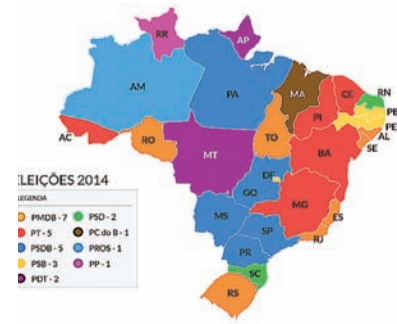 RR
AP
AM
PA
MA
CE
RN
PB
PE
AL
SE
PI
AC
RO
TO
MT
BA
DF
GO
MG
ES
MS
SP
RJ
PR
SC
RS
ELEIÇÕES 2014
LEGENDA
PMDB - 7 PSD - 2
PT - 5 PC do B - 1
PSDB - 5 PROS - 1
PSB - 3 PP - 1
PDT - 2